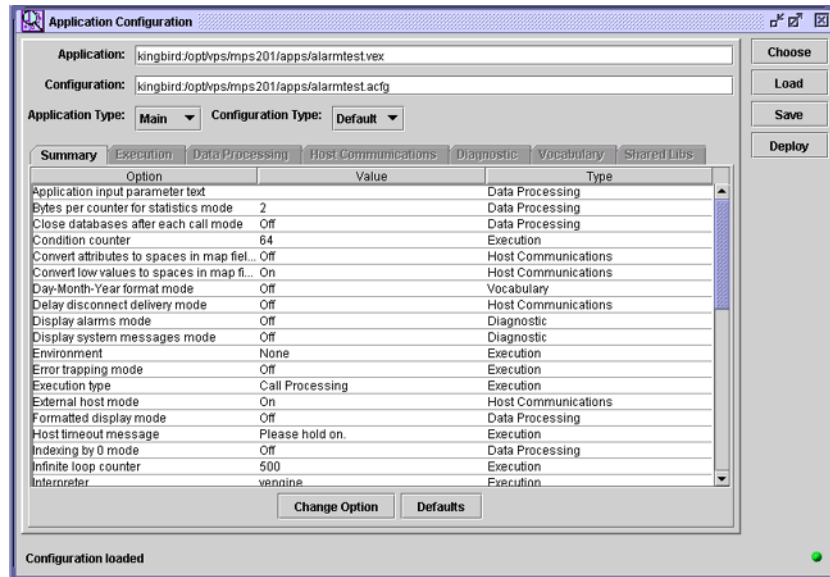 Application Configuration
Application: kingbird:/opt/vps/mps201/apps/alarmtest.vex
Configuration: kingbird:/opt/vps/mps201/apps/alarmtest.acfg
Application Type: Main Configuration Type: Default
Choose
Load
Save
Deploy
Summary Execution Data Processing Host Communications Diagnostic Vocabulary Shared Libs
Option Value Type
Application input parameter text Data Processing
Bytes per counter for statistics mode 2 Data Processing
Close databases after each call mode Off Data Processing
Condition counter 64 Execution
Convert attributes to spaces in map fiel... Off Host Communications
Convert low values to spaces in map fi... On Host Communications
Day-Month-Year format mode Off Vocabulary
Delay disconnect delivery mode Off Host Communications
Display alarms mode Off Diagnostic
Display system messages mode Off Diagnostic
Environment None Execution
Error trapping mode Off Execution
Execution type Call Processing Execution
External host mode On Host Communications
Formatted display mode Off Data Processing
Host timeout message Please hold on. Execution
Indexing by 0 mode Off Data Processing
Infinite loop counter 500 Execution
Interpreter vengine Execution
Change Option Defaults
Configuration loaded